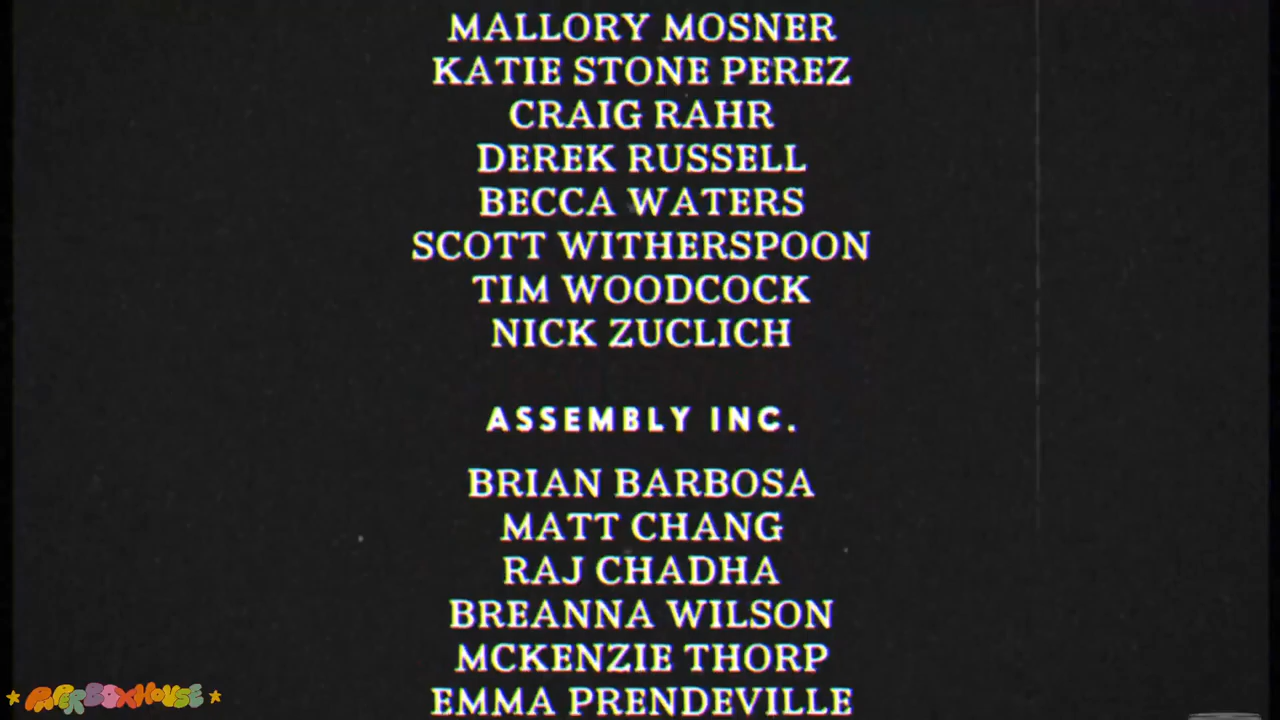 MALLORY MOSNER
KATIE STONE PEREZ
CRAIG RAHR
DEREK RUSSELL
BECCA WATERS
SCOTT WITHERSPOON
TIM WOODCOCK
NICK ZUCLICH
ASSEMBLY INC.
BRIAN BARBOSA
MATT CHANG
RAJ CHADHA
BREANNA WILSON
MCKENZIE THORP
EMMA PRENDEVILLE
PAPERBOXHOUSE